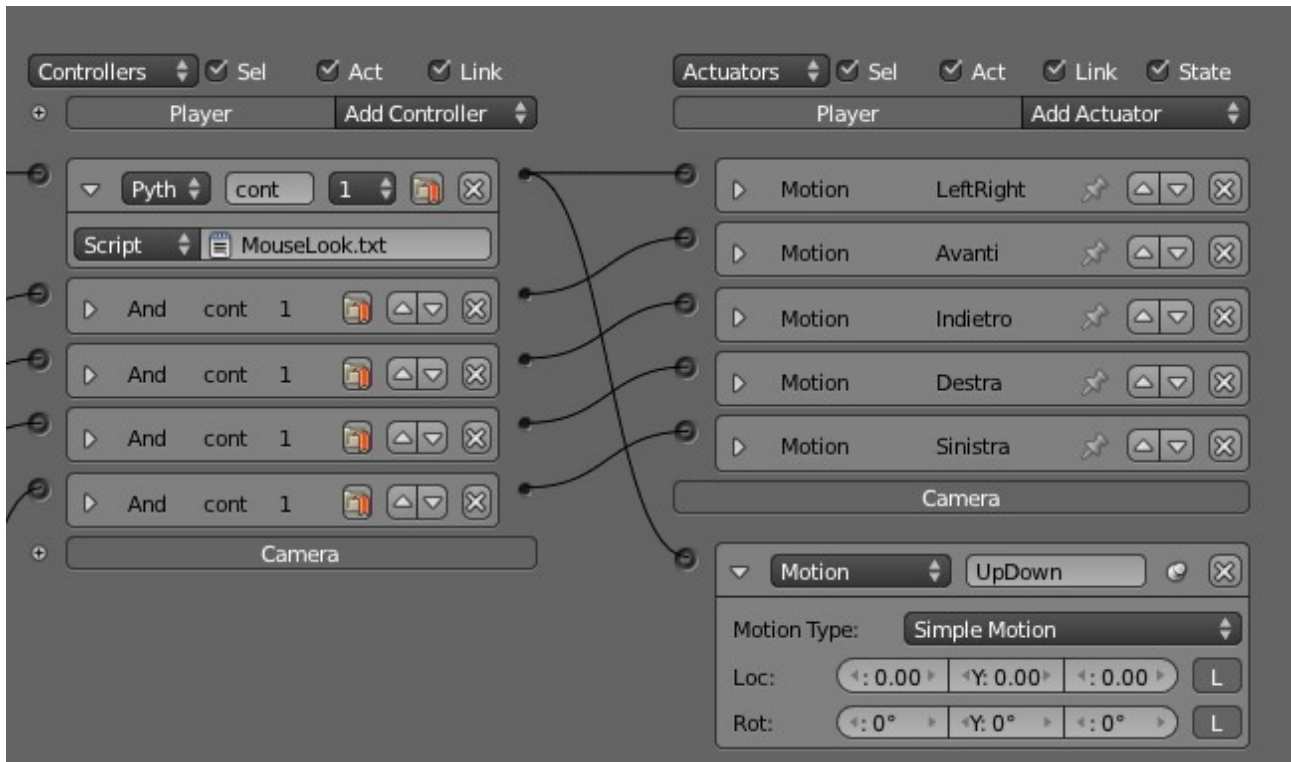 Controllers Sel Act Link Actuators Sel Act Link State
Player Add Controller Player Add Actuator
Pyth cont 1 Motion LeftRight
Script MouseLook.txt Motion Avanti
And cont 1 Motion Indietro
And cont 1 Motion Destra
And cont 1 Motion Sinistra
And cont 1 Camera
Camera
Motion UpDown
Motion Type: Simple Motion
Loc: : 0.00 Y: 0.00 : 0.00 L
Rot: : 0° Y: 0° : 0° L